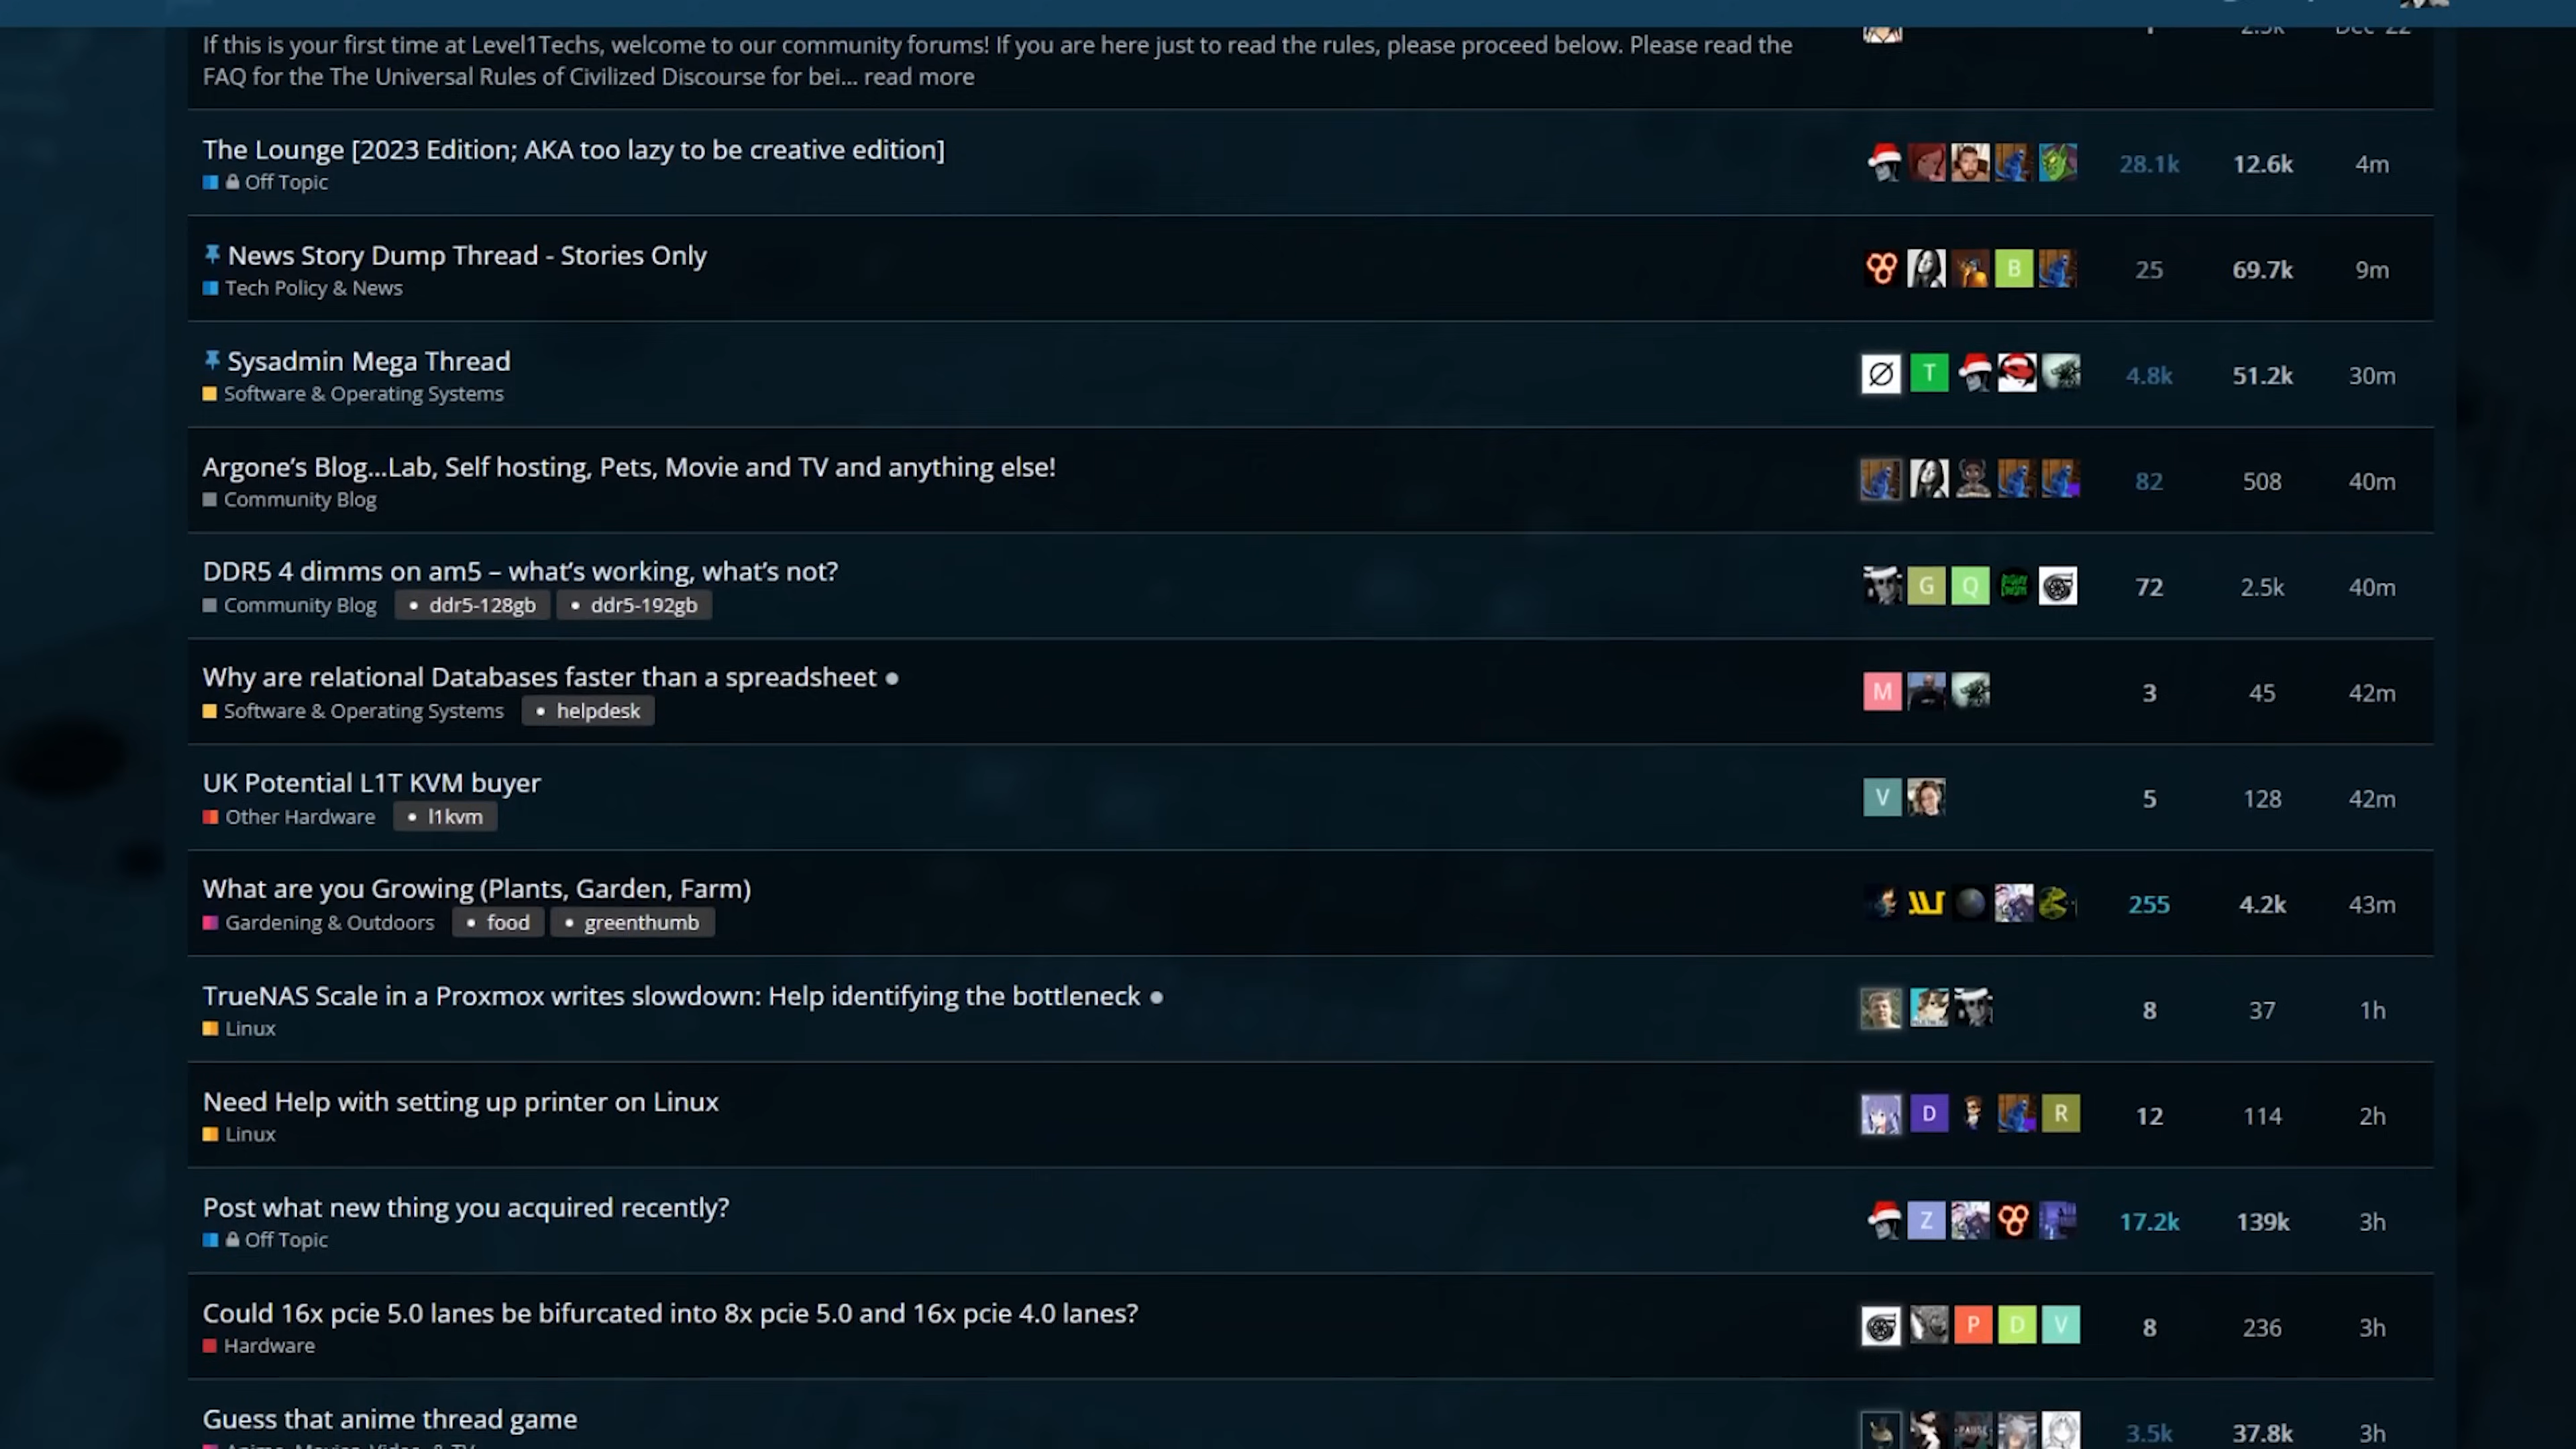 If this is your first time at Level1Techs, welcome to our community forums! If you are here just to read the rules, please proceed below. Please read the
FAQ for the The Universal Rules of Civilized Discourse for bei... read more
The Lounge [2023 Edition; AKA too lazy to be creative edition]
Off Topic
28.1k 12.6k 4m
News Story Dump Thread - Stories Only
Tech Policy & News
B
25 69.7k 9m
Sysadmin Mega Thread
Software & Operating Systems
T
4.8k 51.2k 30m
Argone’s Blog...Lab, Self hosting, Pets, Movie and TV and anything else!
Community Blog
82 508 40m
DDR5 4 dimms on am5 – what’s working, what’s not?
Community Blog • ddr5-128gb • ddr5-192gb
G Q
72 2.5k 40m
Why are relational Databases faster than a spreadsheet
Software & Operating Systems • helpdesk
M
3 45 42m
UK Potential L1T KVM buyer
Other Hardware • l1kvm
V
5 128 42m
What are you Growing (Plants, Garden, Farm)
Gardening & Outdoors • food • greenthumb
255 4.2k 43m
TrueNAS Scale in a Proxmox writes slowdown: Help identifying the bottleneck
Linux
8 37 1h
Need Help with setting up printer on Linux
Linux
D R
12 114 2h
Post what new thing you acquired recently?
Off Topic
Z
17.2k 139k 3h
Could 16x pcie 5.0 lanes be bifurcated into 8x pcie 5.0 and 16x pcie 4.0 lanes?
Hardware
P D V
8 236 3h
Guess that anime thread game
3.5k 37.8k 3h